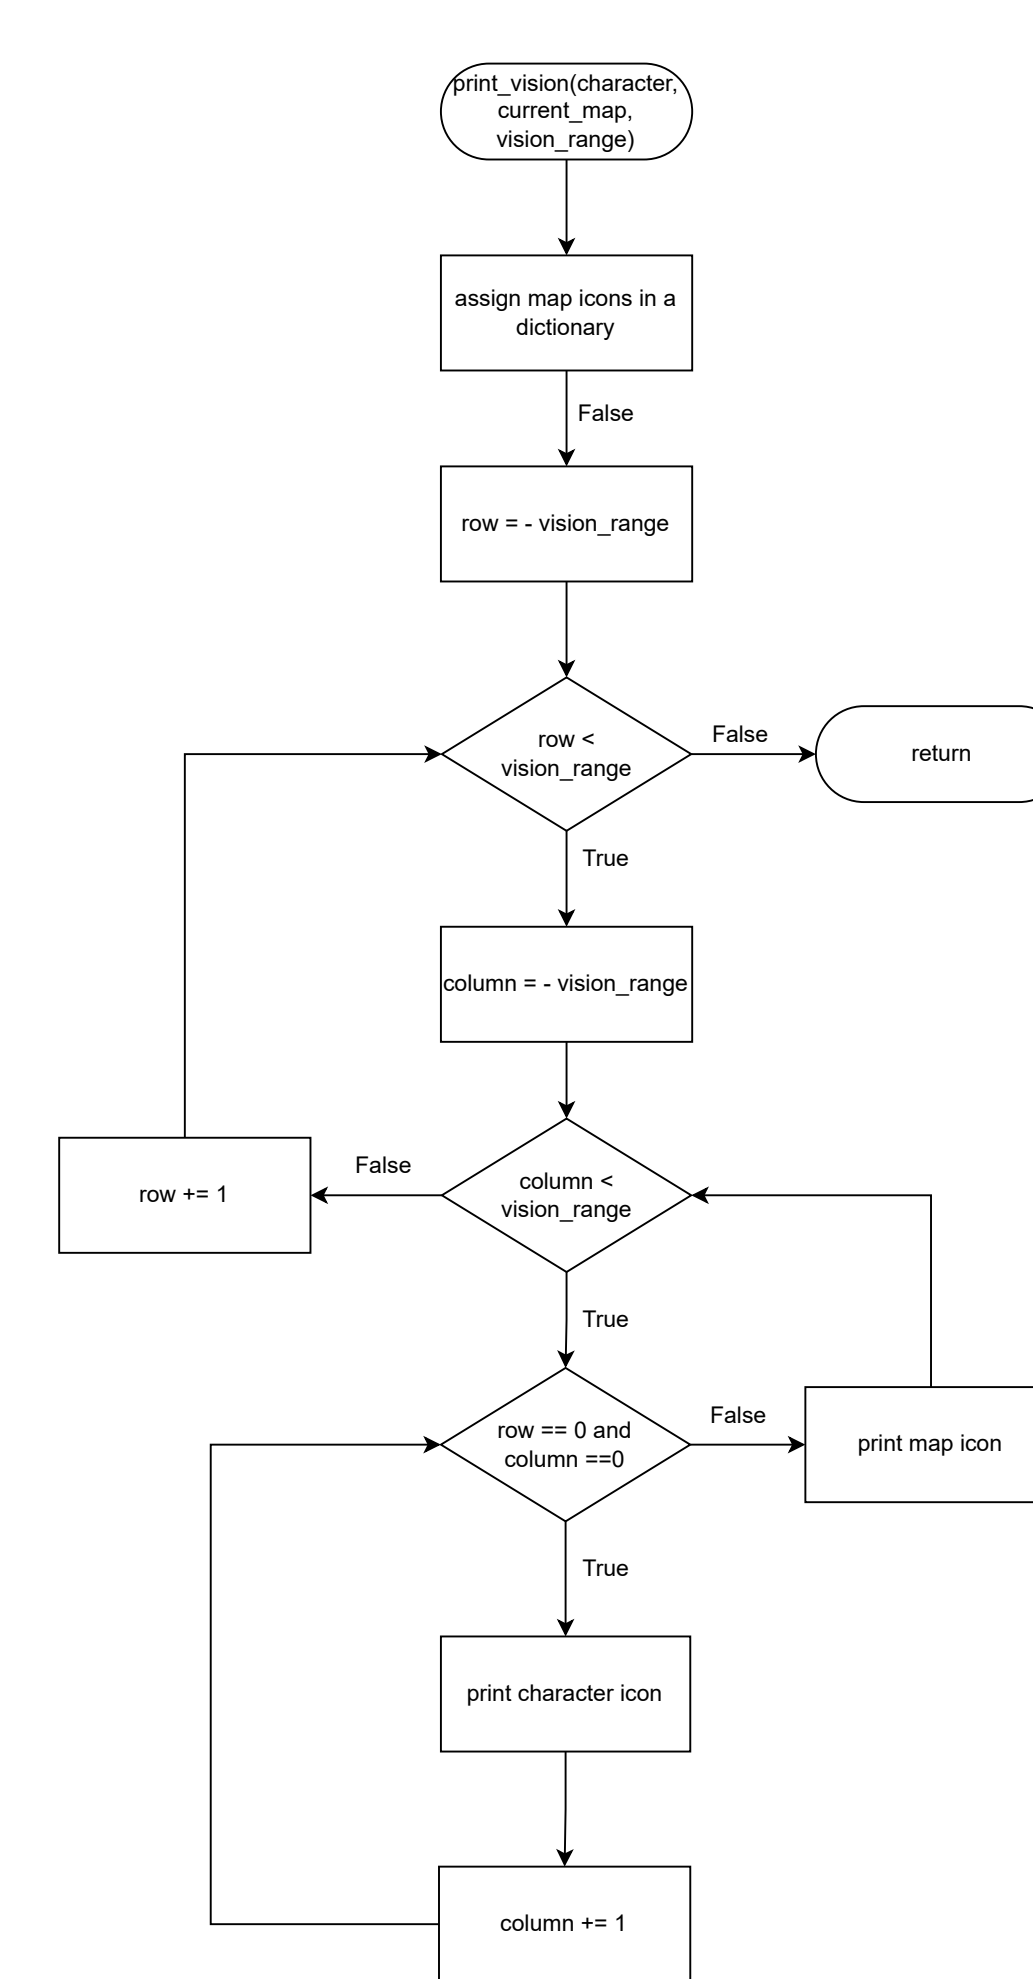 print_vision(character,
current_map,
vision_range)
assign map icons in a
dictionary
False
row = - vision_range
row <
vision_range
False
return
True
column = - vision_range
column <
vision_range
False
row += 1
True
row == 0 and
column ==0
False
print map icon
True
print character icon
column += 1